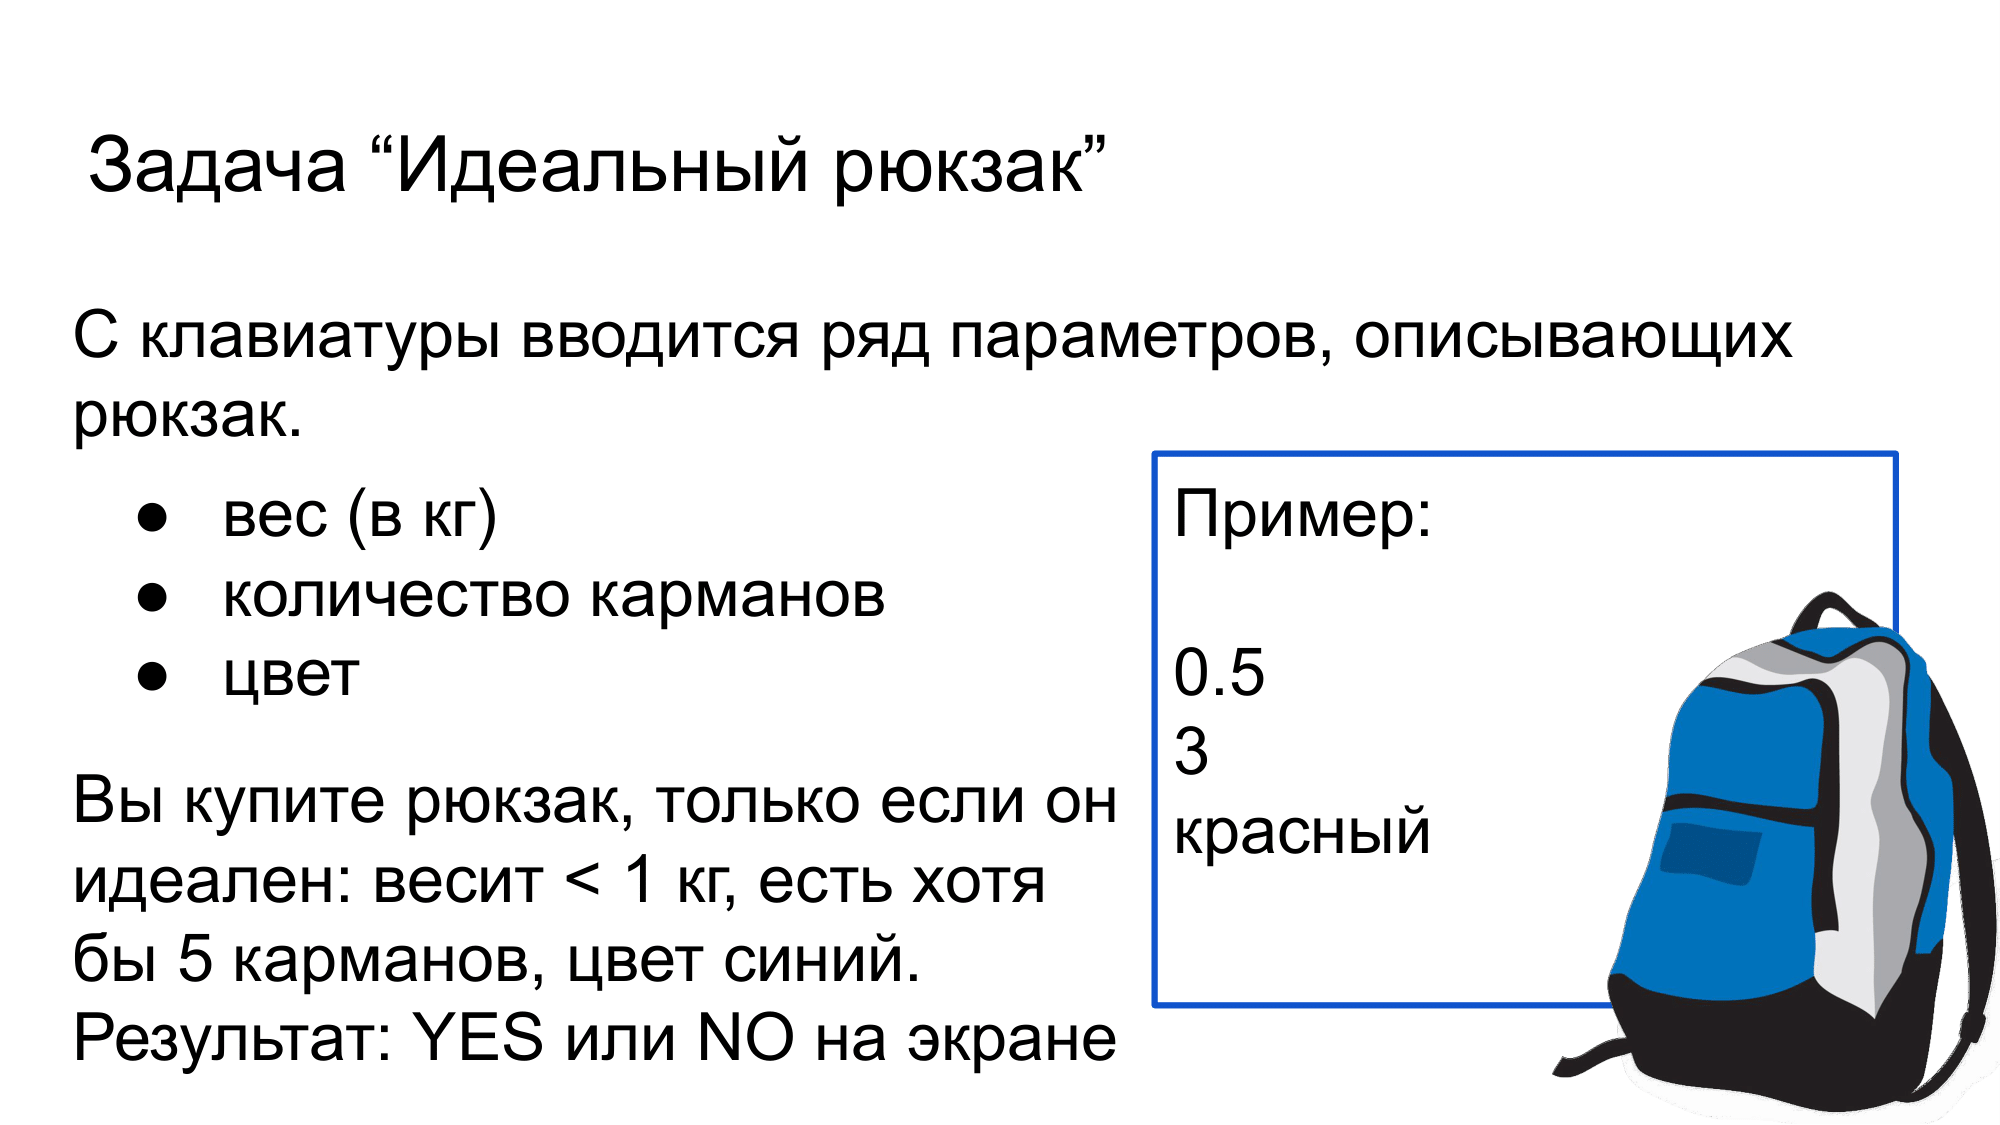 Задача “Идеальный рюкзак”
С клавиатуры вводится ряд параметров, описывающих
рюкзак.
● вес (в кг)
● количество карманов
● цвет
Вы купите рюкзак, только если он
идеален: весит < 1 кг, есть хотя
бы 5 карманов, цвет синий.
Результат: YES или NO на экране
Пример:
0.5
3
красный